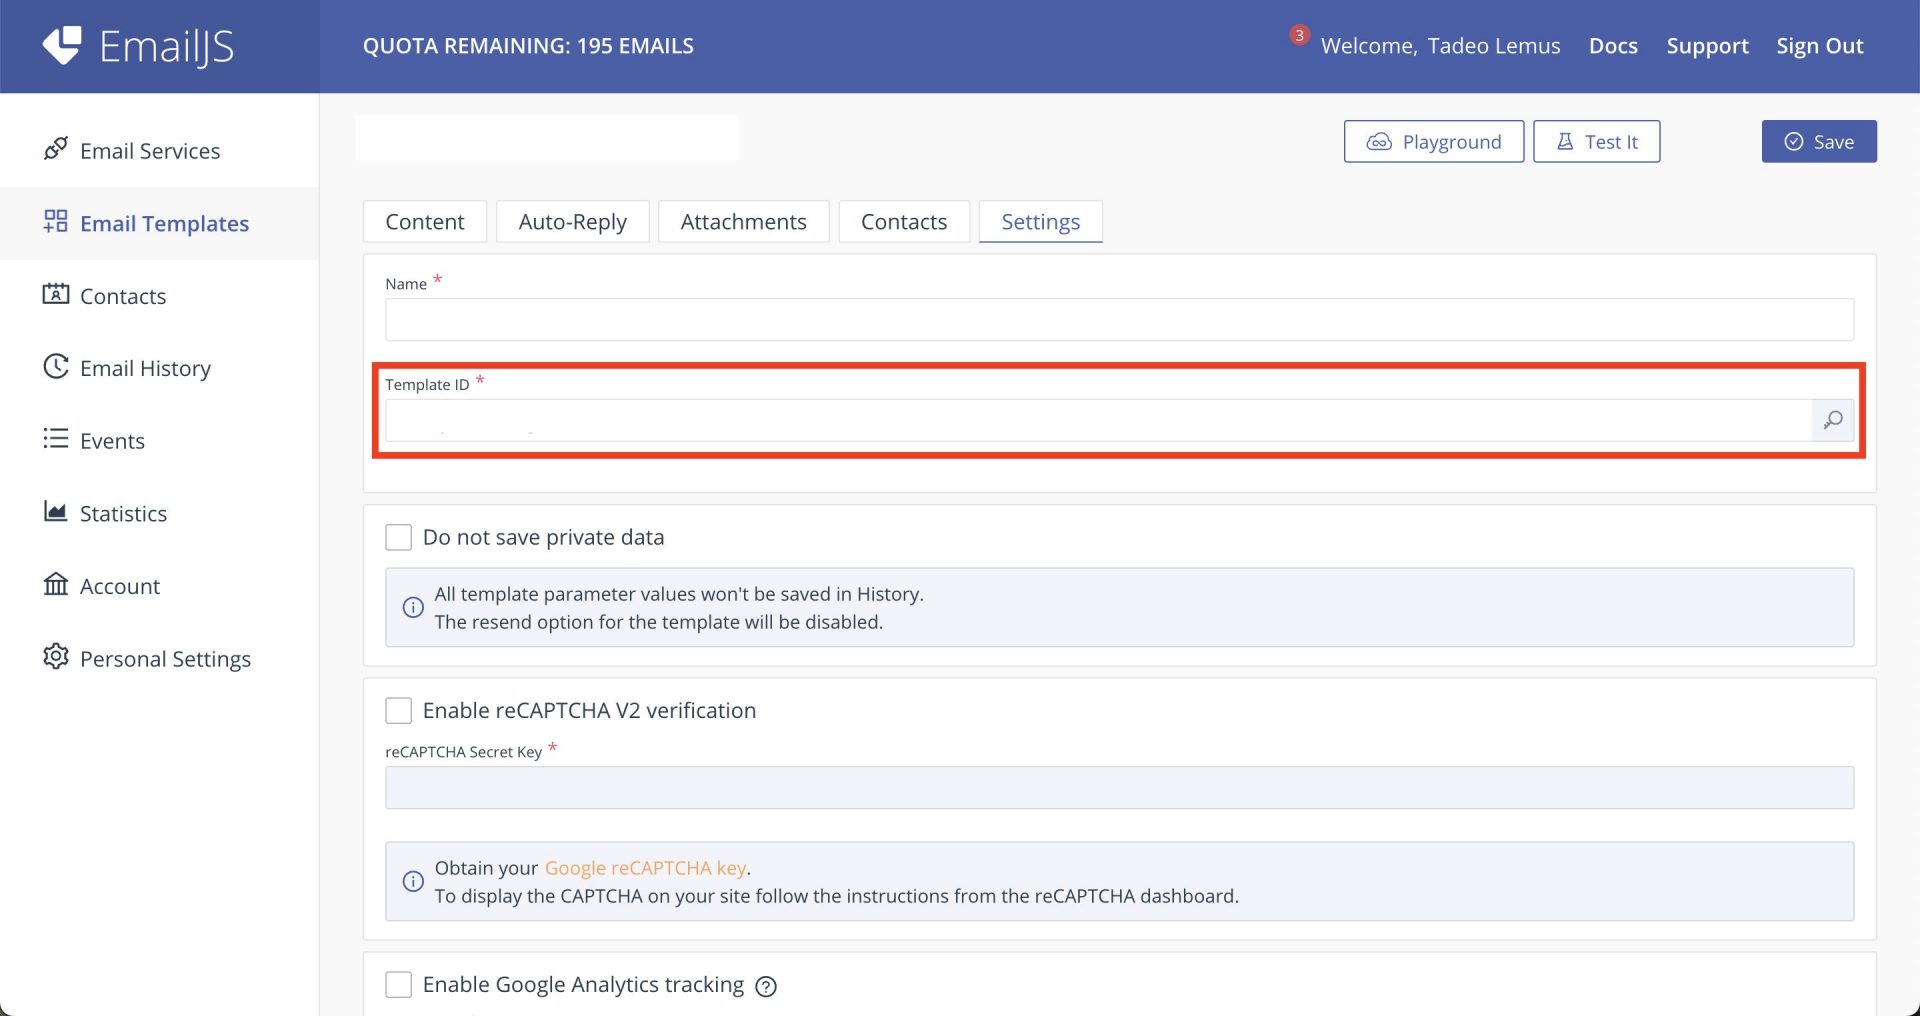 EmailJS
QUOTA REMAINING: 195 EMAILS
3
Welcome, Tadeo Lemus
Docs
Support
Sign Out
Email Services
Email Templates
Contacts
Email History
Events
Statistics
Account
Personal Settings
Playground
Test It
Save
Content
Auto-Reply
Attachments
Contacts
Settings
Name *
Template ID *
Do not save private data
All template parameter values won't be saved in History.
The resend option for the template will be disabled.
Enable reCAPTCHA V2 verification
reCAPTCHA Secret Key *
Obtain your Google reCAPTCHA key.
To display the CAPTCHA on your site follow the instructions from the reCAPTCHA dashboard.
Enable Google Analytics tracking ?